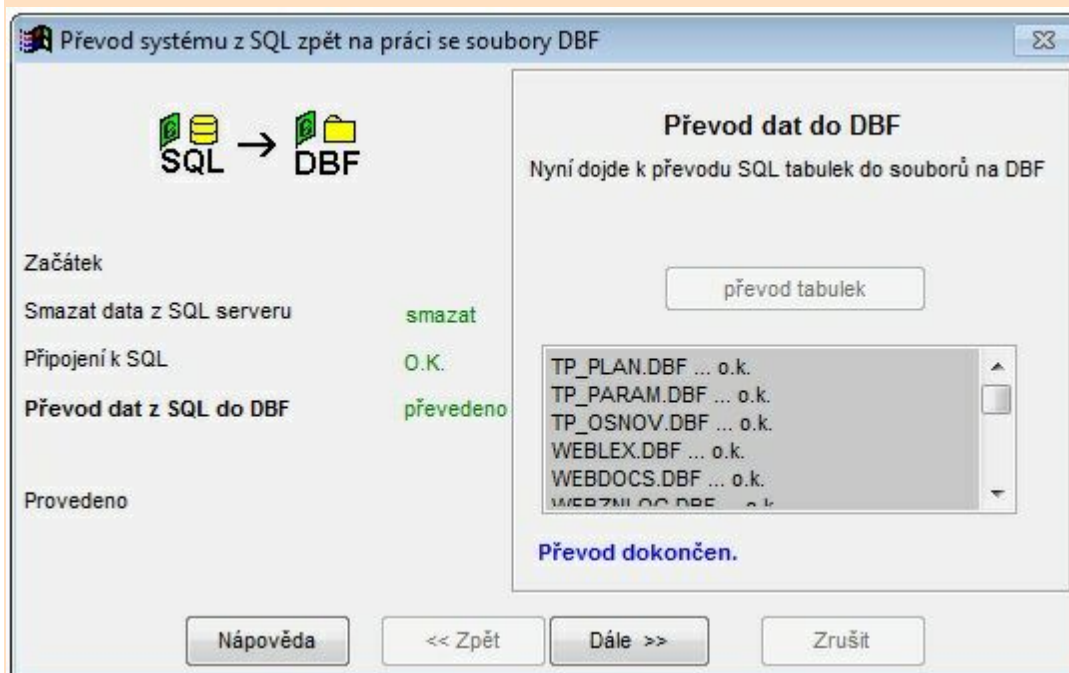 Převod systému z SQL zpět na práci se soubory DBF
SQL → DBF
Převod dat do DBF
Nyní dojde k převodu SQL tabulek do souborů na DBF
Začátek
Smazat data z SQL serveru smazat
Připojení k SQL O.K.
Převod dat z SQL do DBF převedeno
Provedeno
převod tabulek
TP_PLAN.DBF ... o.k.
TP_PARAM.DBF ... o.k.
TP_OSNOV.DBF ... o.k.
WEBLEX.DBF ... o.k.
WEBDOCS.DBF ... o.k.
Převod dokončen.
Nápověda << Zpět Dále >> Zrušit